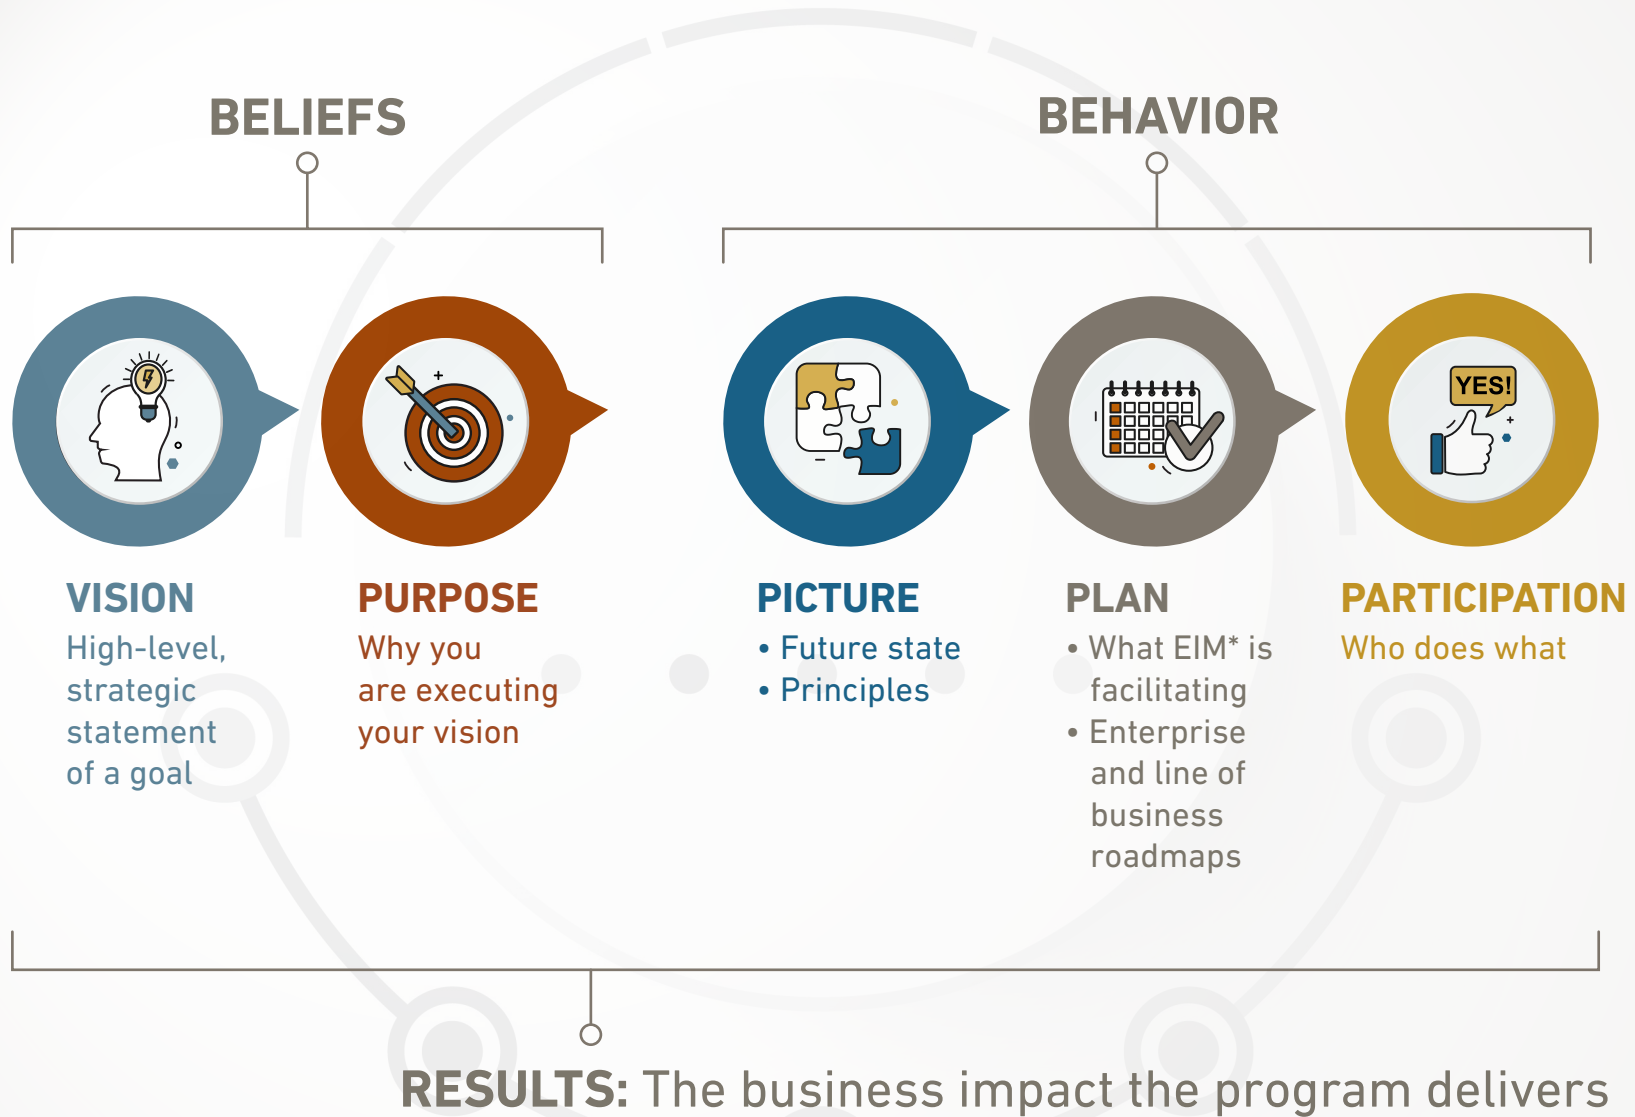 BELIEFS
BEHAVIOR
YES!
VISION
High-level,
strategic
statement
of a goal
PURPOSE
Why you
are executing
your vision
PICTURE
• Future state
• Principles
PLAN
• What EIM* is
facilitating
• Enterprise
and line of
business
roadmaps
PARTICIPATION
Who does what
RESULTS: The business impact the program delivers